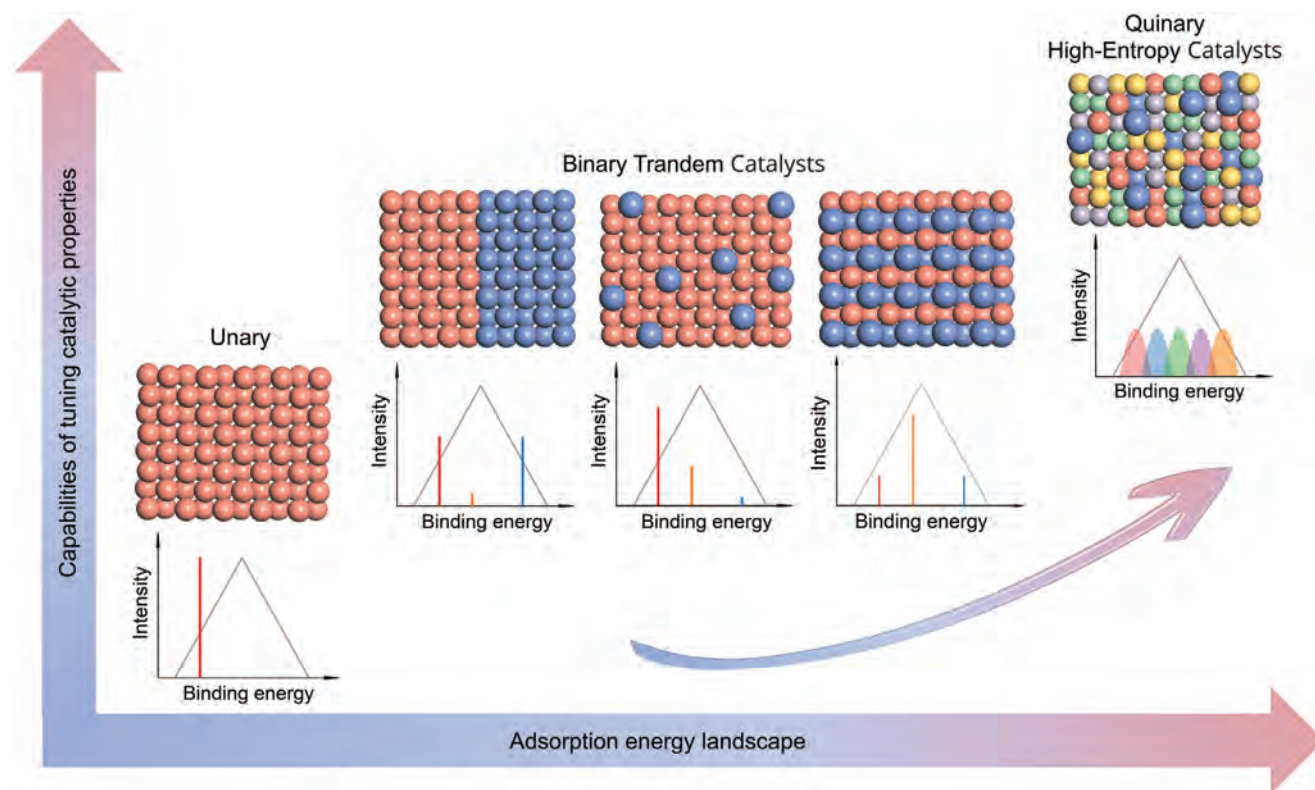 Quinary
High-Entropy Catalysts
Intensity
Binding energy
Binary Trandem Catalysts
Intensity
Binding energy
Intensity
Binding energy
Intensity
Binding energy
Unary
Intensity
Binding energy
Capabilities of tuning catalytic properties
Adsorption energy landscape